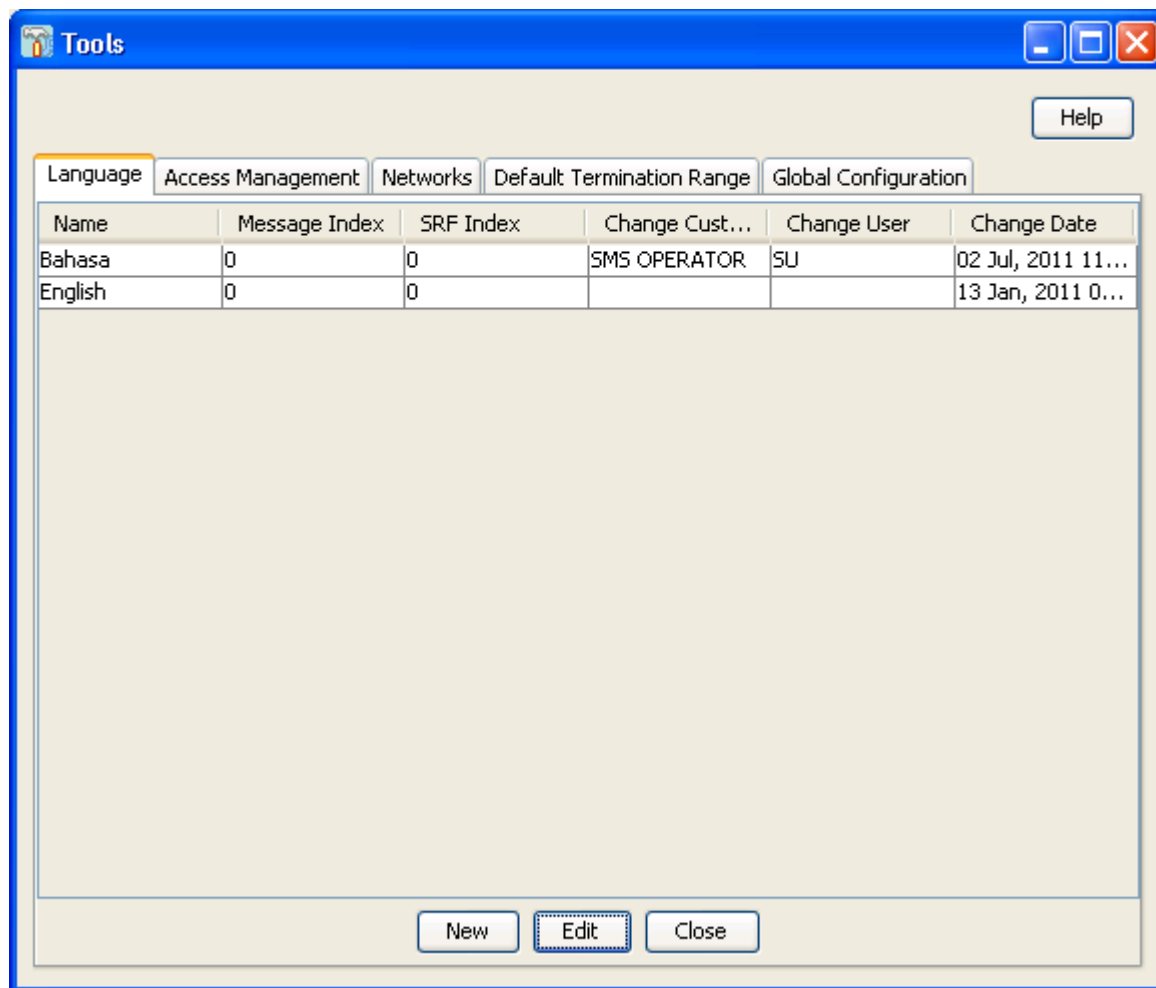 Tools
Help
Language Access Management Networks Default Termination Range Global Configuration
Name Message Index SRF Index Change Cust... Change User Change Date
Bahasa 0 0 SMS OPERATOR SU 02 Jul, 2011 11...
English 0 0 13 Jan, 2011 0...
New Edit Close